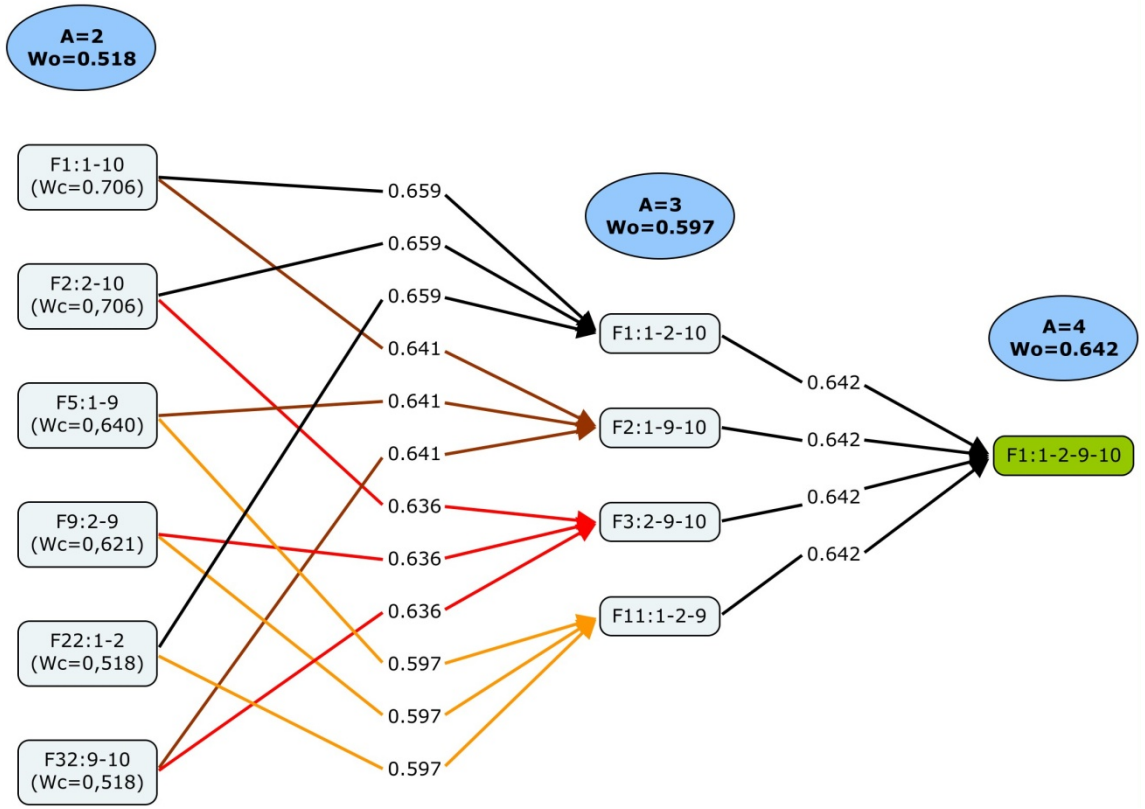 A=2
Wo=0.518
F1:1-10
(Wc=0.706)
F2:2-10
(Wc=0,706)
F5:1-9
(Wc=0,640)
F9:2-9
(Wc=0,621)
F22:1-2
(Wc=0,518)
F32:9-10
(Wc=0,518)
0.659
0.659
0.659
0.641
0.641
0.641
0.636
0.636
0.636
0.597
0.597
0.597
A=3
Wo=0.597
F1:1-2-10
F2:1-9-10
F3:2-9-10
F11:1-2-9
0.642
0.642
0.642
0.642
A=4
Wo=0.642
F1:1-2-9-10